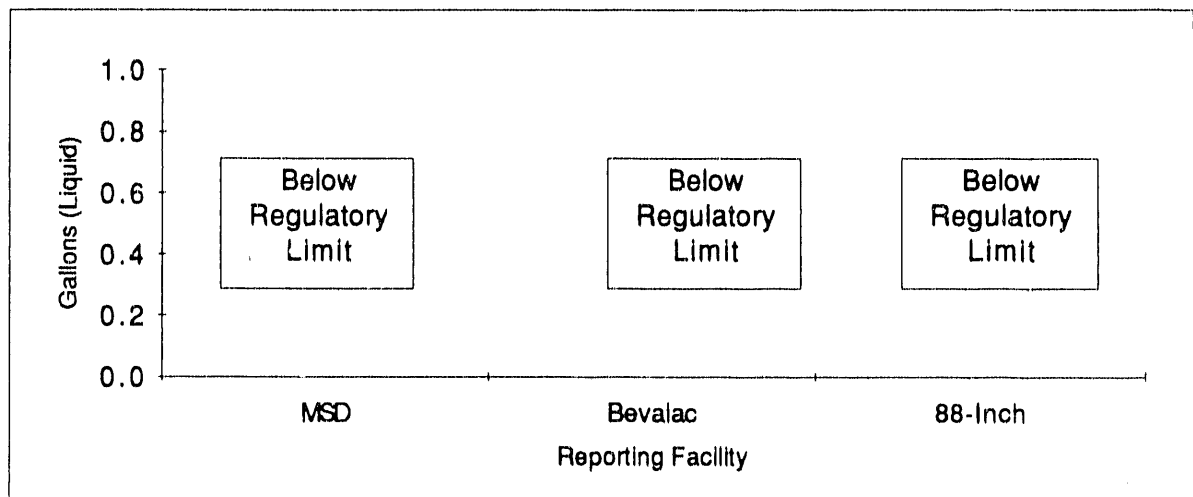 1.0
0.8
0.6
0.4
0.2
0.0
Gallons (Liquid)
Below
Regulatory
Limit
Below
Regulatory
Limit
Below
Regulatory
Limit
MSD
Bevalac
88-Inch
Reporting Facility